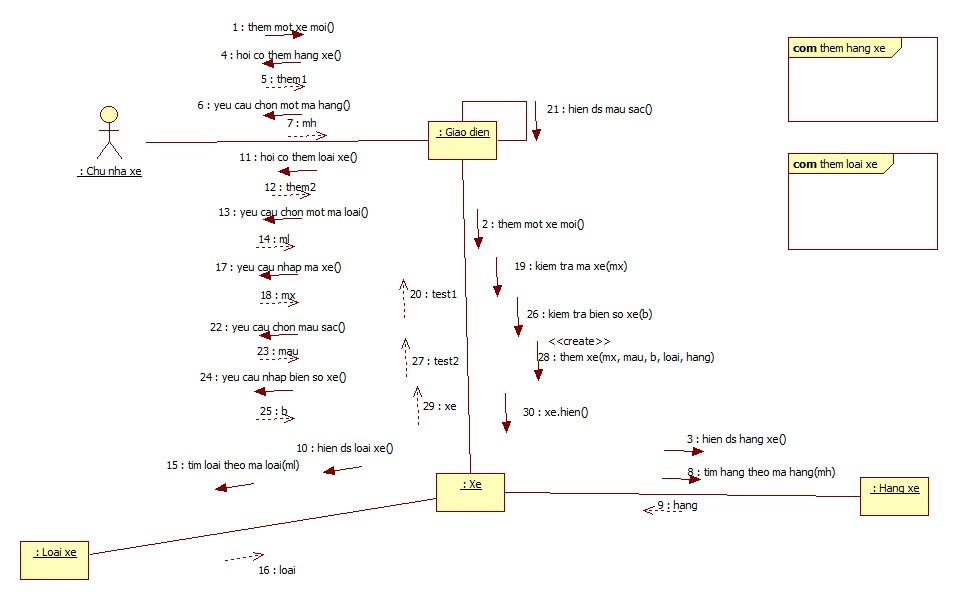 1 : them mot xe moi()
4 : hoi co them hang xe()
5 : them1
6 : yeu cau chon mot ma hang()
7 : mh
: Chu nha xe
: Giao dien
21 : hien ds mau sac()
com them hang xe
com them loai xe
11 : hoi co them loai xe()
12 : them2
13 : yeu cau chon mot ma loai()
14 : ml
17 : yeu cau nhap ma xe()
18 : mx
22 : yeu cau chon mau sac()
23 : mau
24 : yeu cau nhap bien so xe()
25 : b
2 : them mot xe moi()
19 : kiem tra ma xe(mx)
20 : test1
26 : kiem tra bien so xe(b)
<<create>>
28 : them xe(mx, mau, b, loai, hang)
27 : test2
29 : xe
30 : xe.hien()
10 : hien ds loai xe()
15 : tim loai theo ma loai(ml)
3 : hien ds hang xe()
8 : tim hang theo ma hang(mh)
9 : hang
: Xe
: Hang xe
: Loai xe
16 : loai